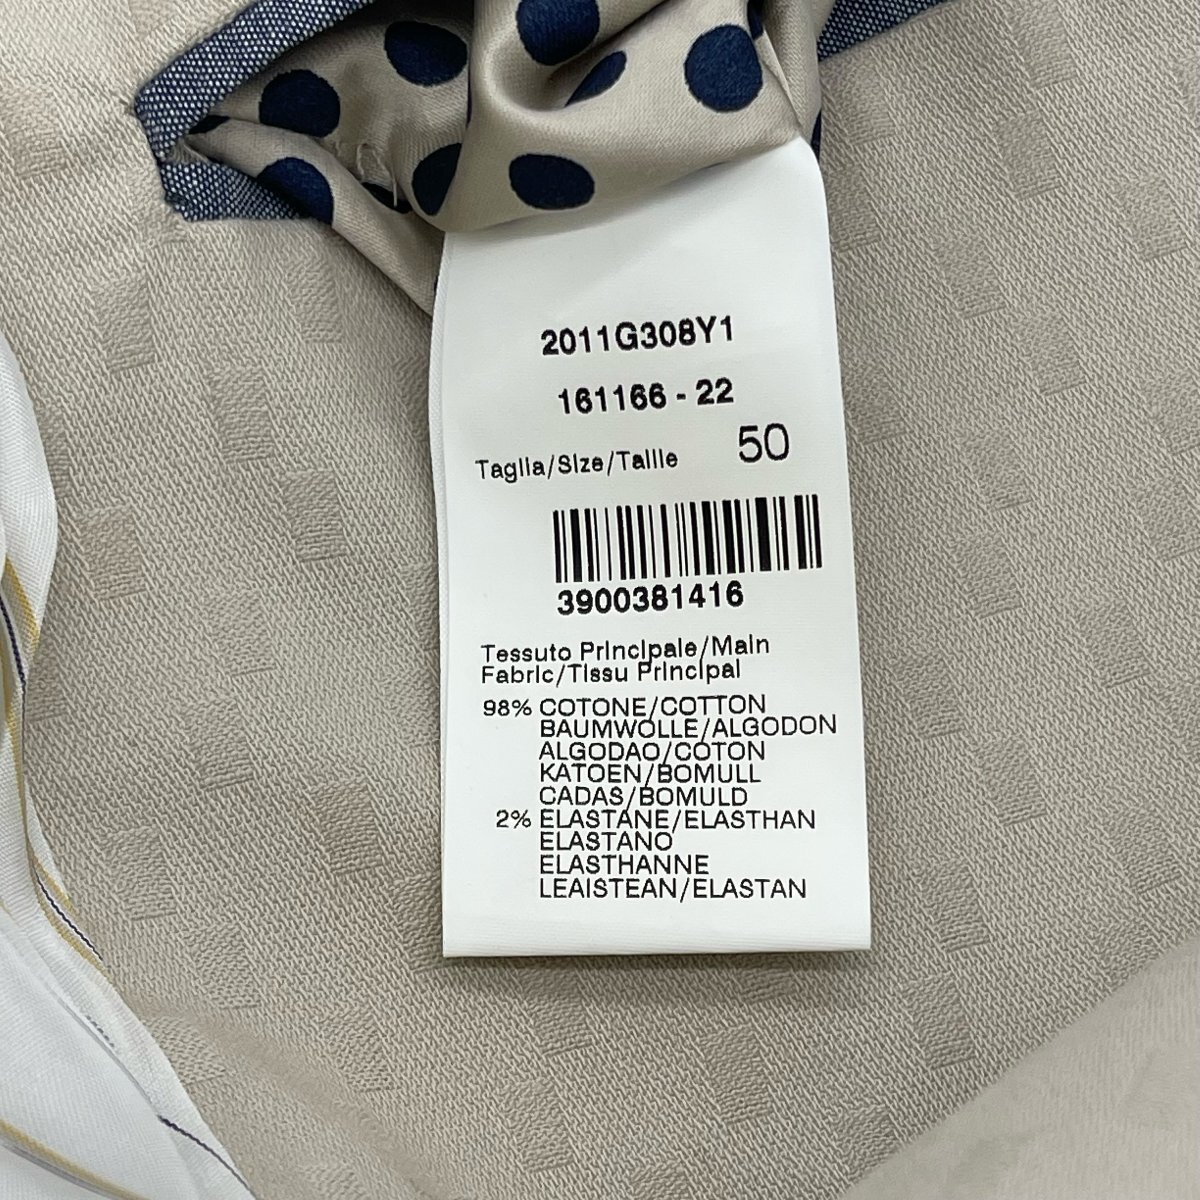 2011G308Y1
161166 - 22
Taglia/Size/Taille 50
3900381416
Tessuto Principale/Main
Fabric/Tissu Principal
98% COTONE/COTTON
BAUMWOLLE/ALGODON
ALGODAO/COTON
KATOEN/BOMULL
CADAS/BOMULD
2% ELASTANE/ELASTHAN
ELASTANO
ELASTHANNE
LEAISTEAN/ELASTAN